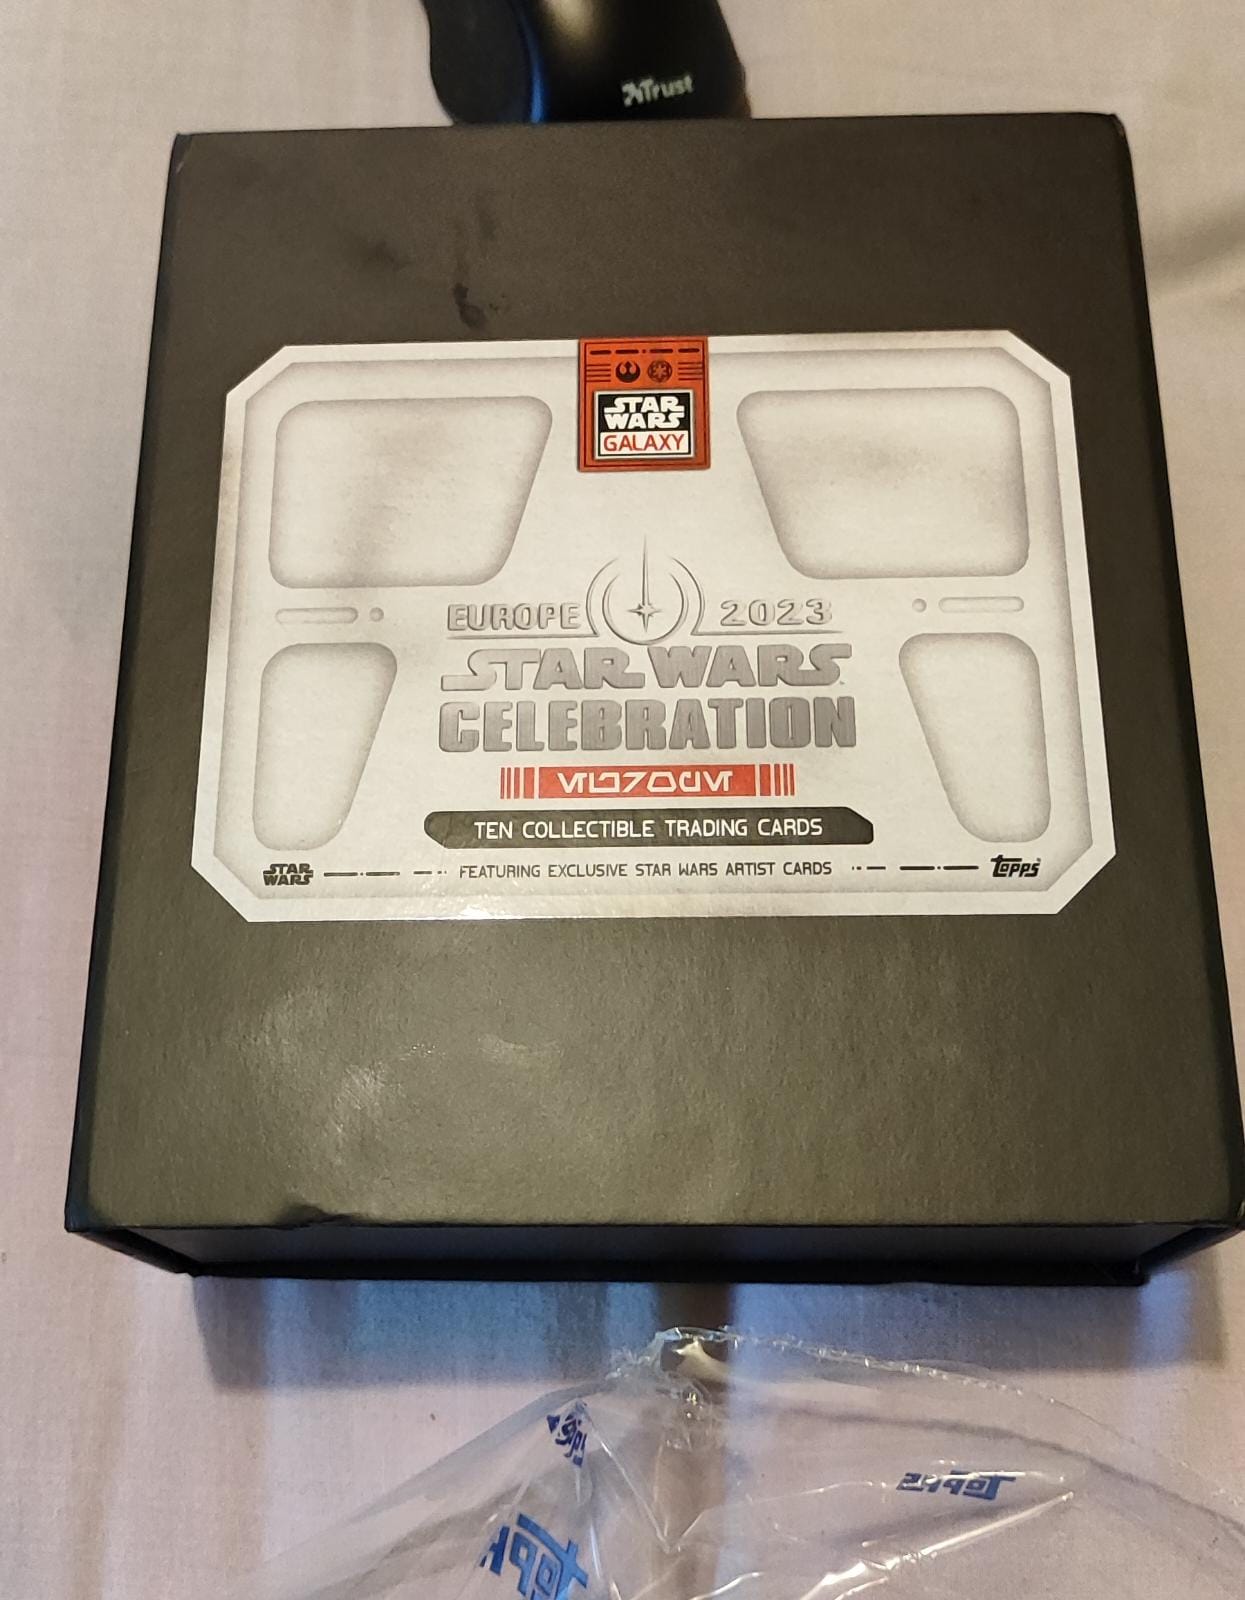 Trust
STAR
WARS
GALAXY
EUROPE 2023
STAR WARS
CELEBRATION
TEN COLLECTIBLE TRADING CARDS
STAR
WARS
FEATURING EXCLUSIVE STAR WARS ARTIST CARDS
Topps
Topps